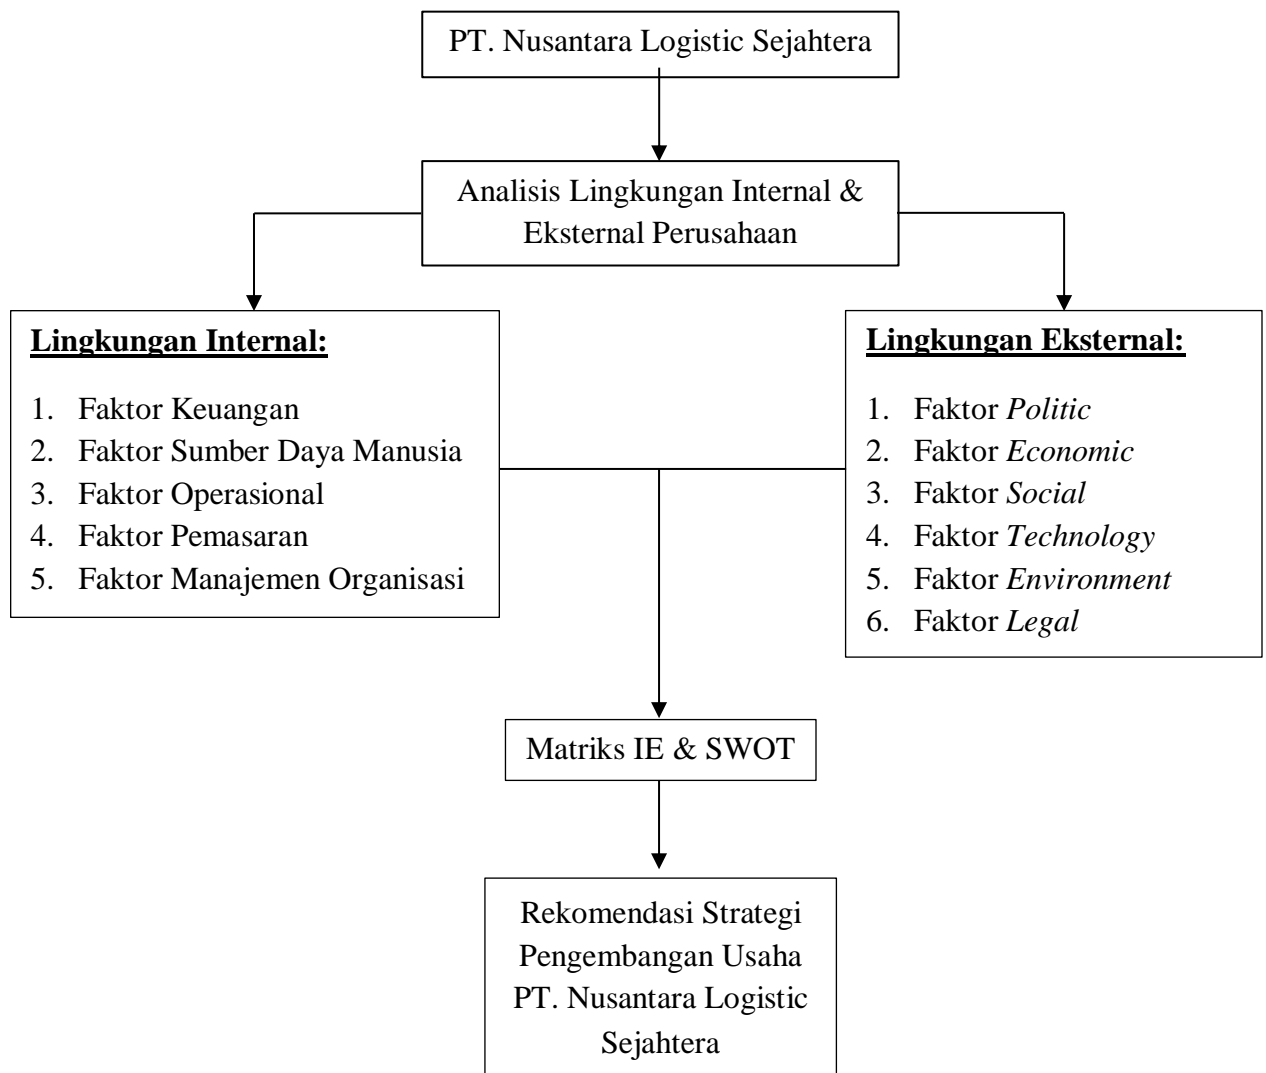 PT. Nusantara Logistic Sejahtera
Analisis Lingkungan Internal &
Eksternal Perusahaan
Lingkungan Internal:
1. Faktor Keuangan
2. Faktor Sumber Daya Manusia
3. Faktor Operasional
4. Faktor Pemasaran
5. Faktor Manajemen Organisasi
Lingkungan Eksternal:
1. Faktor Politic
2. Faktor Economic
3. Faktor Social
4. Faktor Technology
5. Faktor Environment
6. Faktor Legal
Matriks IE & SWOT
Rekomendasi Strategi
Pengembangan Usaha
PT. Nusantara Logistic
Sejahtera